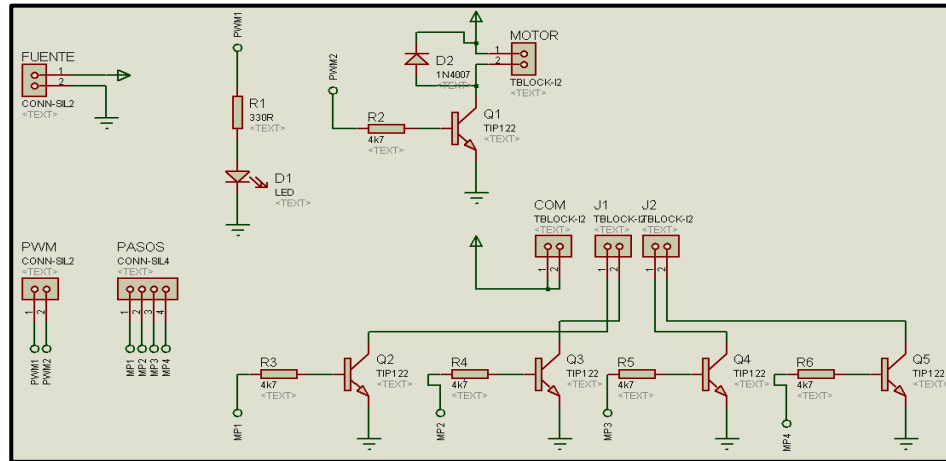 FUENTE
1
2
CONN-SIL2
<TEXT>
PWM1
R1
330R
<TEXT>
D1
LED
<TEXT>
PWM2
R2
4k7
<TEXT>
D2
1N4007
<TEXT>
MOTOR
1
2
TBLOCK-I2
<TEXT>
Q1
TIP122
<TEXT>
PWM
CONN-SIL2
<TEXT>
1
2
PWM1
PWM2
PASOS
CONN-SIL4
<TEXT>
1
2
3
4
MP1
MP2
MP3
MP4
COM
TBLOCK-I2
<TEXT>
1
2
J1
TBLOCK-I2
<TEXT>
1
2
J2
TBLOCK-I2
<TEXT>
1
2
R3
4k7
<TEXT>
MP1
Q2
TIP122
<TEXT>
R4
4k7
<TEXT>
MP2
Q3
TIP122
<TEXT>
R5
4k7
<TEXT>
MP3
Q4
TIP122
<TEXT>
R6
4k7
<TEXT>
MP4
Q5
TIP122
<TEXT>